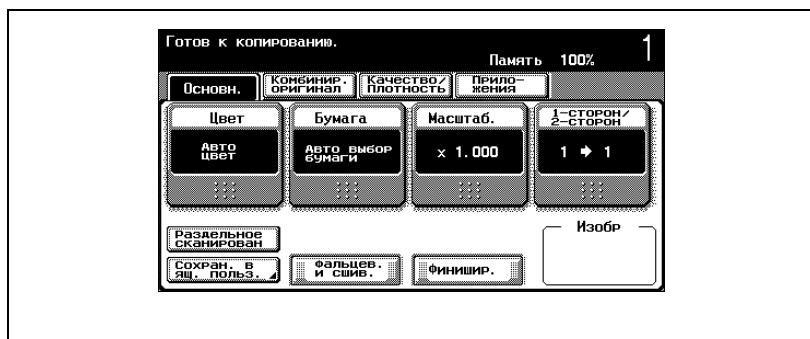 Готов к копированию.
Память 100% 1
Основн. Комбинир. оригинал Качество/ Плотность Прило- жения
Цвет Бумага Масштаб. 1-сторон/ 2-сторон
Авто цвет Авто выбор бумаги x 1.000 1 ➔ 1
Раздельное сканирован
Изобр
Сохран. в ящ. польз. Фальцев. и сшив. Финишир.